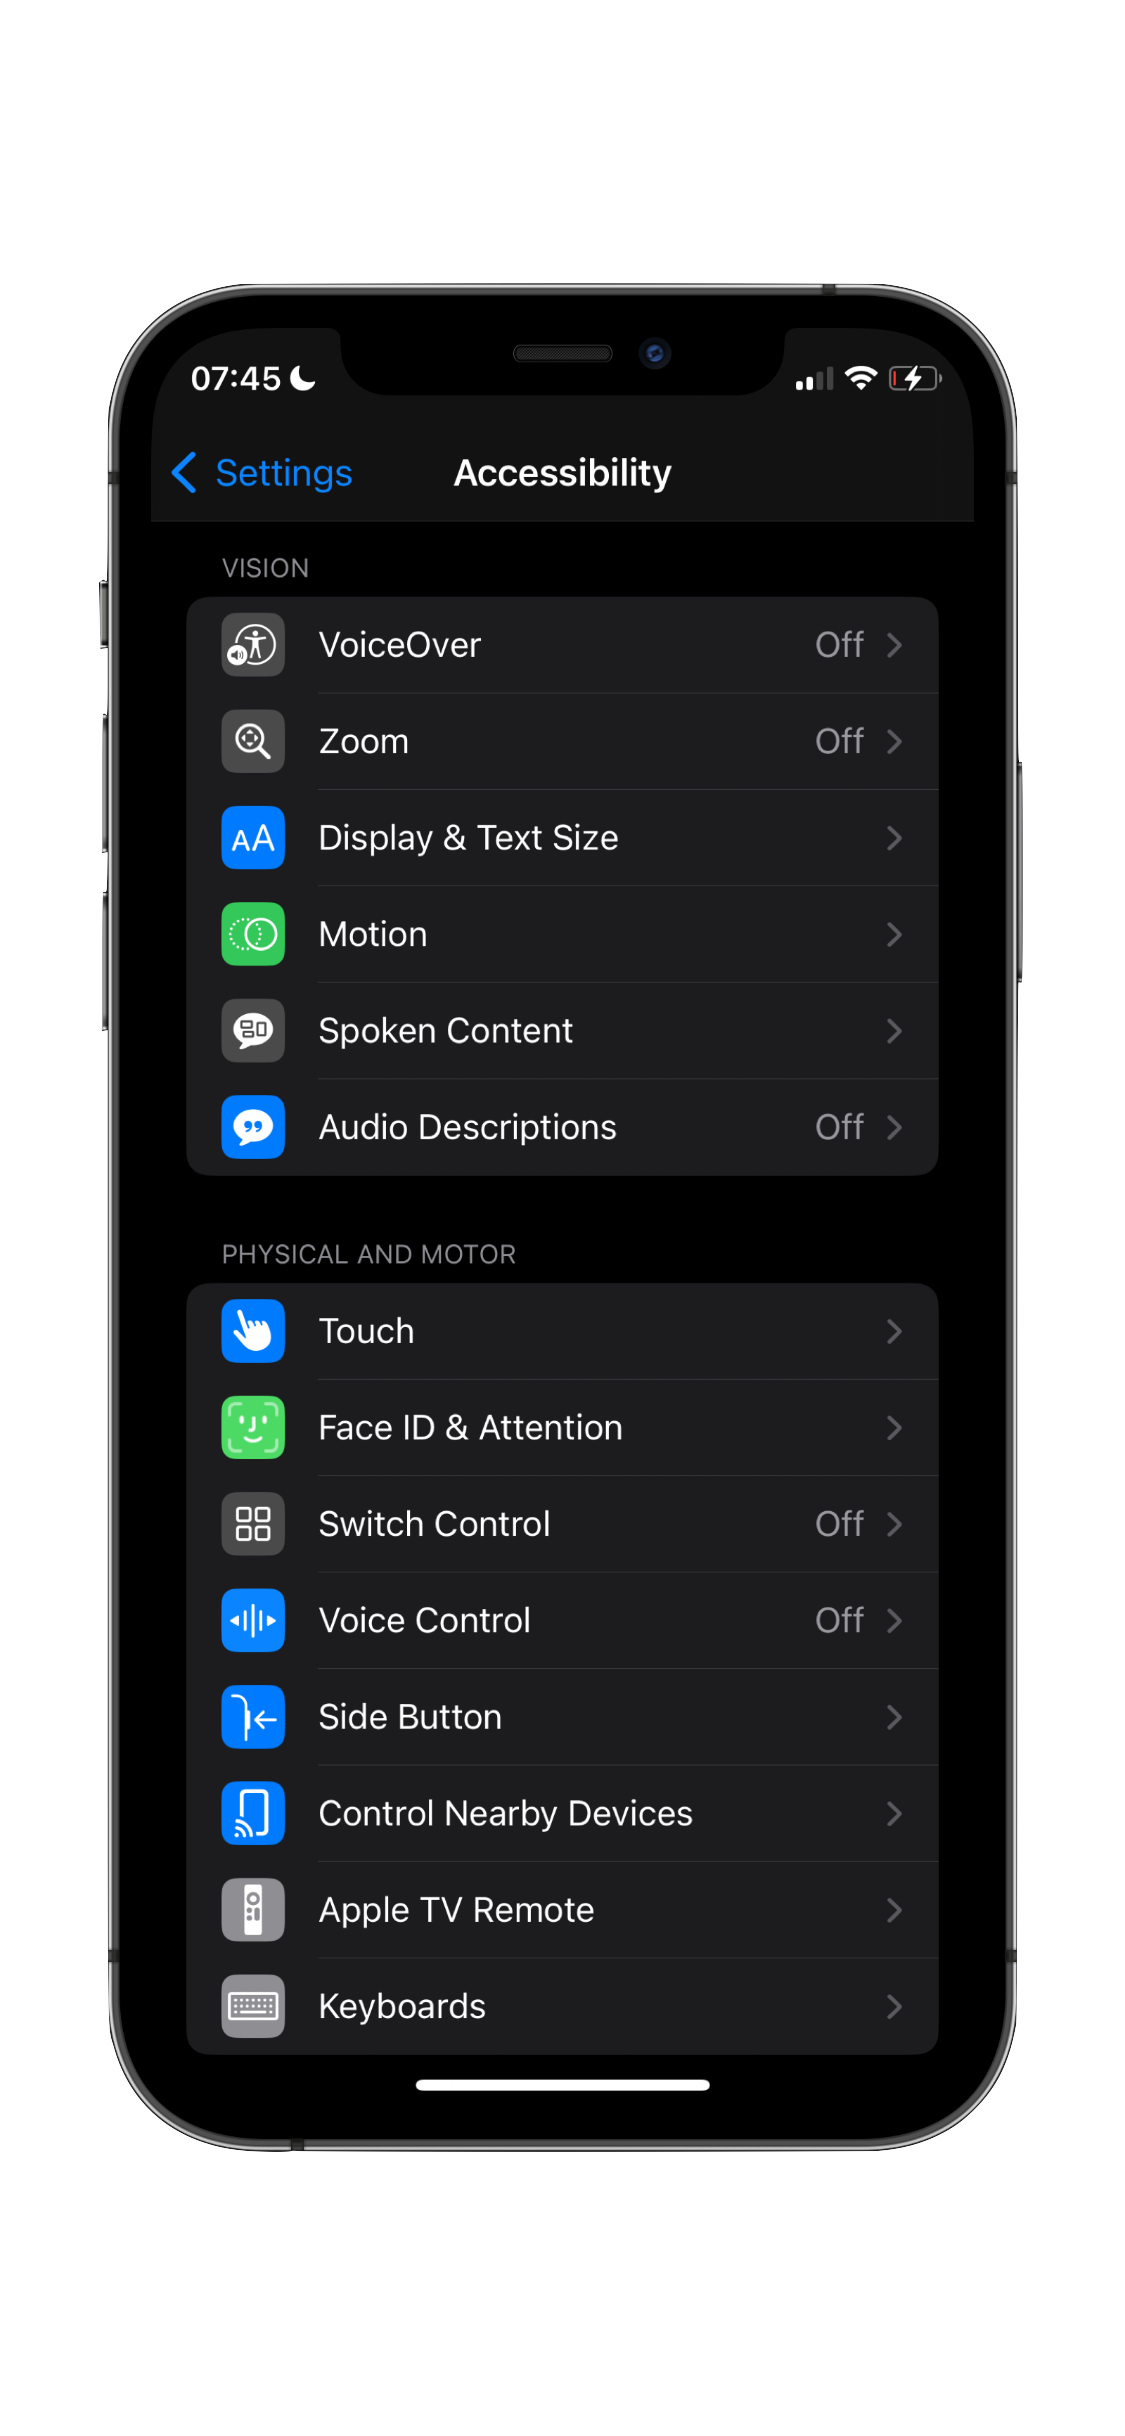 07:45
Settings
Accessibility
VISION
VoiceOver Off
Zoom Off
AA Display & Text Size
Motion
Spoken Content
Audio Descriptions Off
PHYSICAL AND MOTOR
Touch
Face ID & Attention
Switch Control Off
Voice Control Off
Side Button
Control Nearby Devices
Apple TV Remote
Keyboards